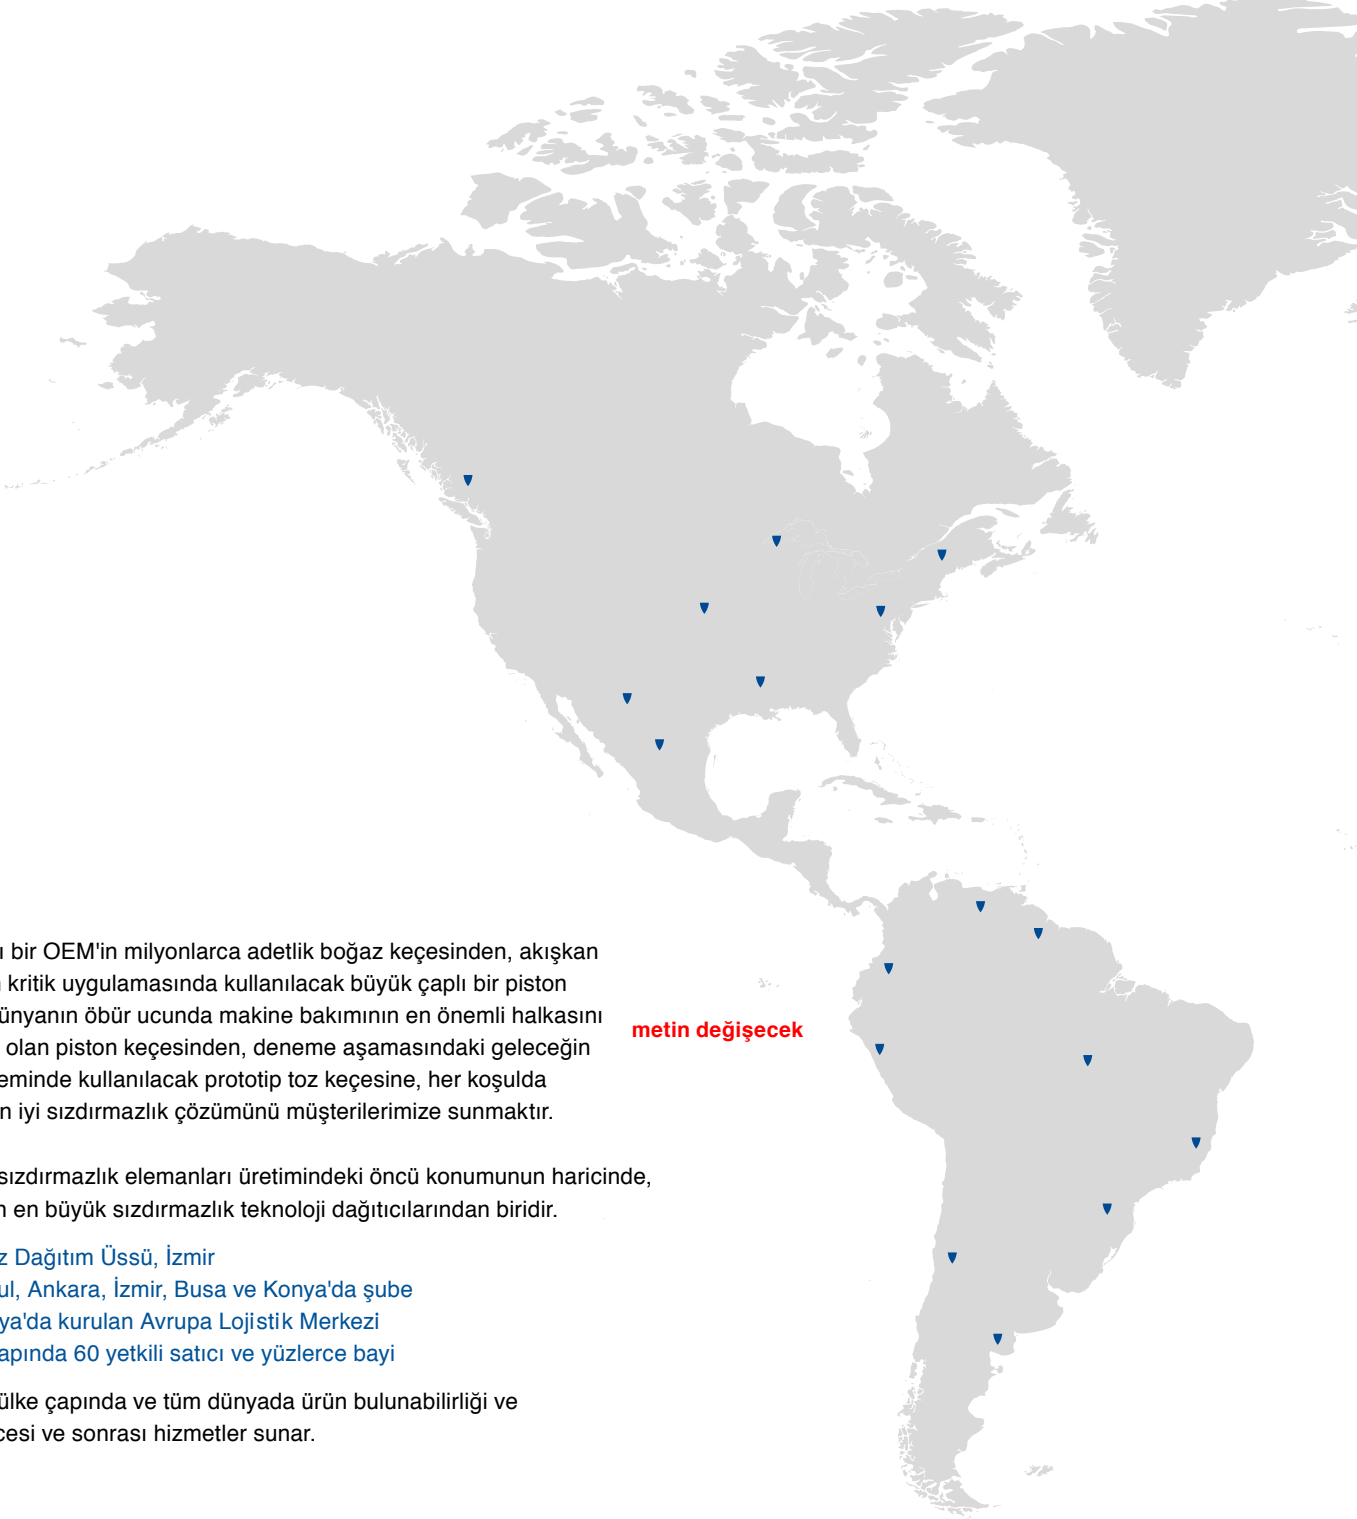 bir OEM'in milyonlarca adetlik boğaz keçesinden, akışkan
kritik uygulamasında kullanılacak büyük çaplı bir piston
ünyanın öbür ucunda makine bakımının en önemli halkasını
metin değişecek
olan piston keçesinden, deneme aşamasındaki geleceğin
eminde kullanılacak prototip toz keçesine, her koşulda
n iyi sızdırmazlık çözümünü müşterilerimize sunmaktır.
sızdırmazlık elemanları üretimindeki öncü konumunun haricinde,
n en büyük sızdırmazlık teknoloji dağıtıcılarından biridir.
z Dağıtım Üssü, İzmir
ul, Ankara, İzmir, Busa ve Konya'da şube
ya'da kurulan Avrupa Lojistik Merkezi
apında 60 yetkili satıcı ve yüzlerce bayi
ülke çapında ve tüm dünyada ürün bulunabilirliği ve
cesi ve sonrası hizmetler sunar.